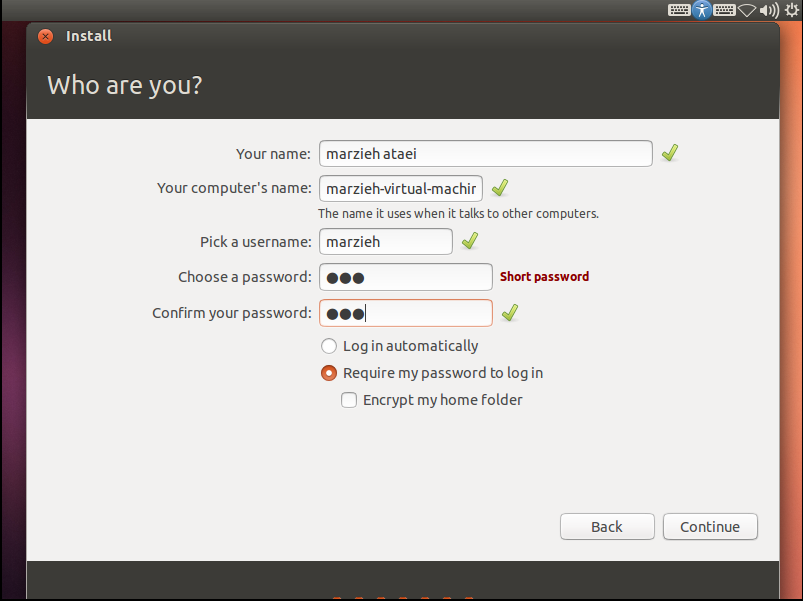 Install
Who are you?
Your name: marzieh ataei
Your computer's name: marzieh-virtual-machin
The name it uses when it talks to other computers.
Pick a username: marzieh
Choose a password: ●●● Short password
Confirm your password: ●●●
Log in automatically
Require my password to log in
Encrypt my home folder
Back Continue